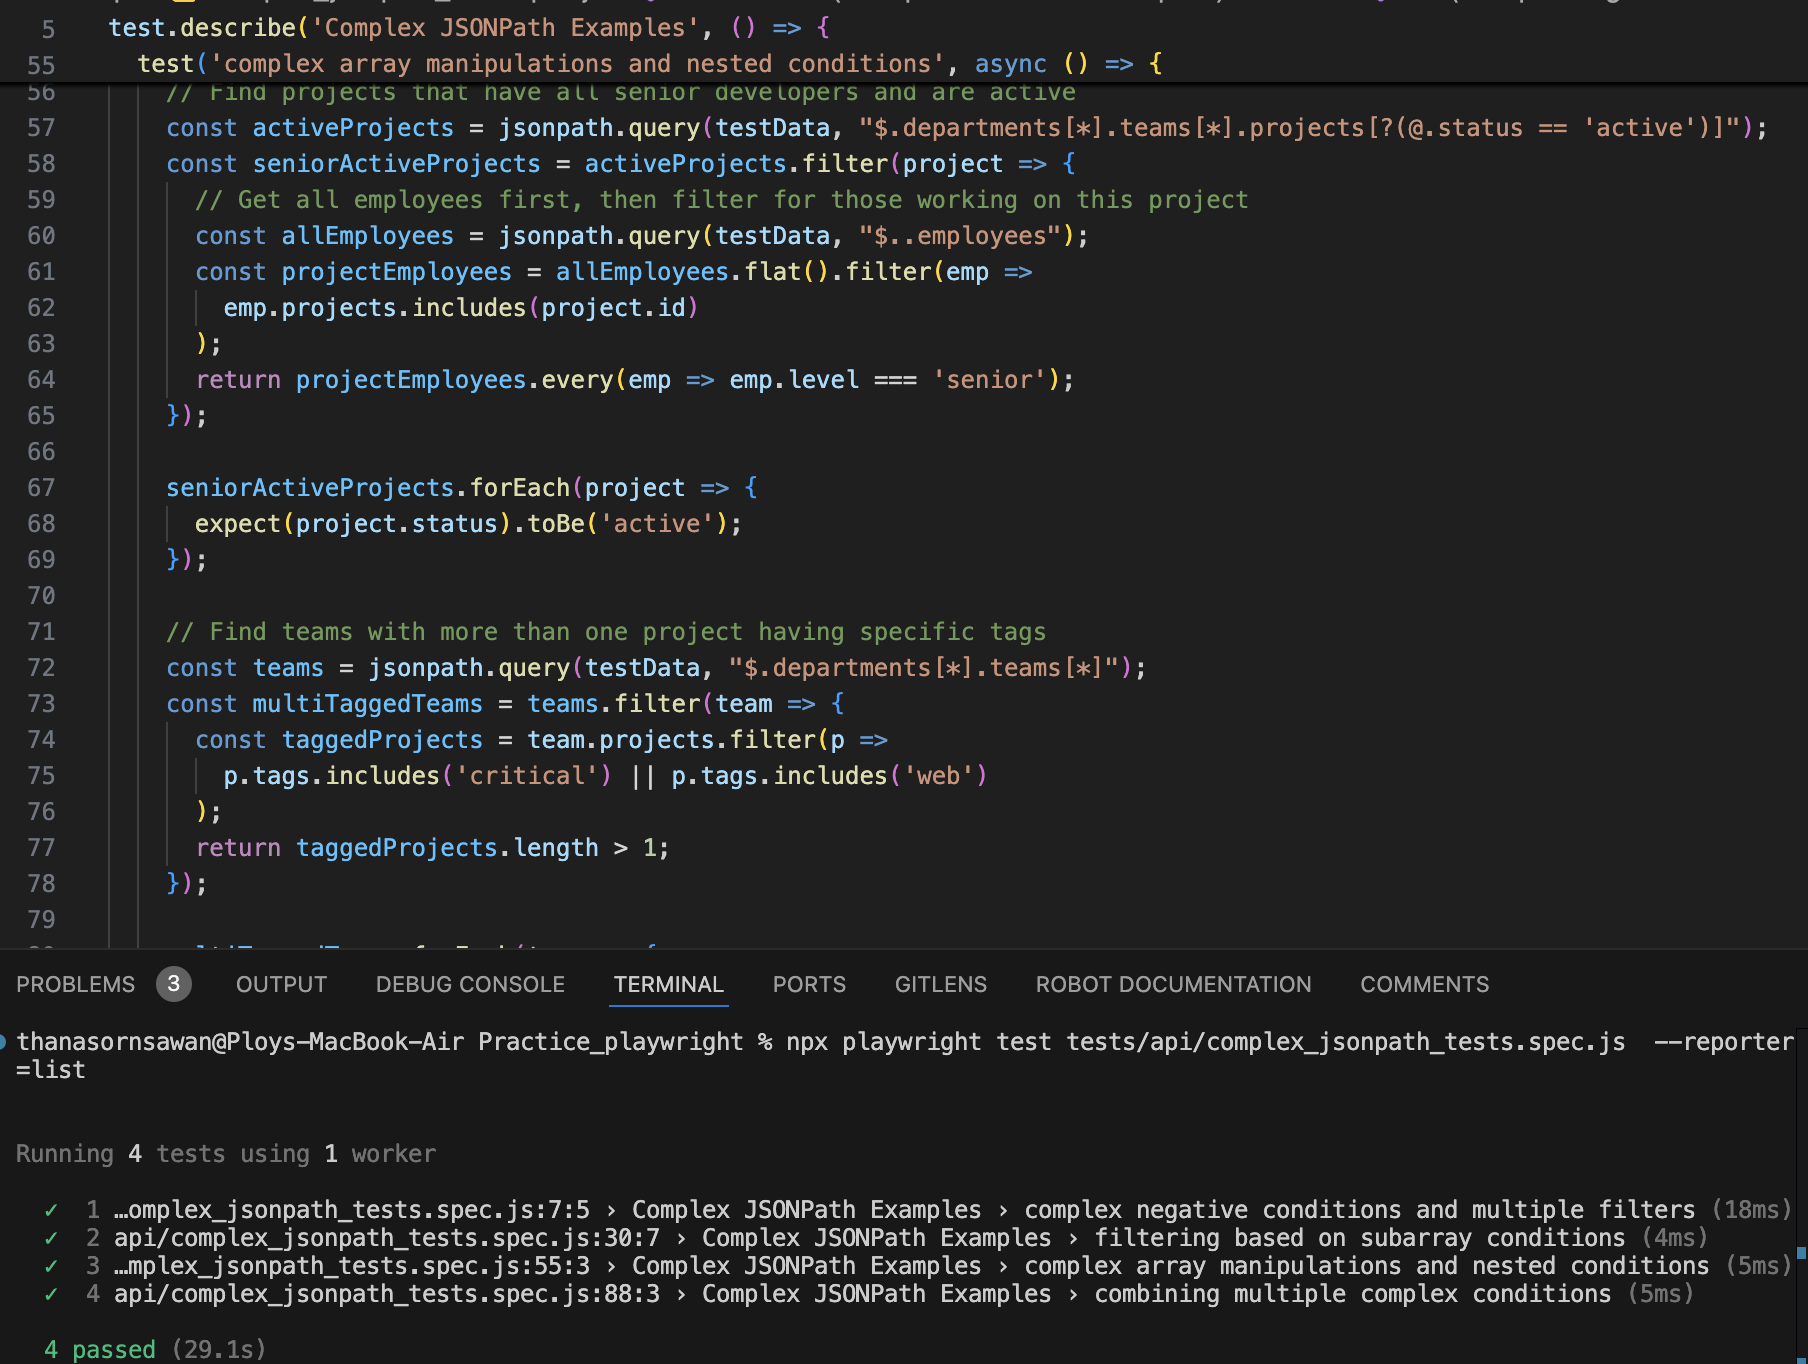 5 test.describe('Complex JSONPath Examples', () => {
55 test('complex array manipulations and nested conditions', async () => {
56 // Find projects that have all senior developers and are active
57 const activeProjects = jsonpath.query(testData, "$.departments[*].teams[*].projects[?(@.status == 'active')]");
58 const seniorActiveProjects = activeProjects.filter(project => {
59 // Get all employees first, then filter for those working on this project
60 const allEmployees = jsonpath.query(testData, "$..employees");
61 const projectEmployees = allEmployees.flat().filter(emp =>
62 emp.projects.includes(project.id)
63 );
64 return projectEmployees.every(emp => emp.level === 'senior');
65 });
66
67 seniorActiveProjects.forEach(project => {
68 expect(project.status).toBe('active');
69 });
70
71 // Find teams with more than one project having specific tags
72 const teams = jsonpath.query(testData, "$.departments[*].teams[*]");
73 const multiTaggedTeams = teams.filter(team => {
74 const taggedProjects = team.projects.filter(p =>
75 p.tags.includes('critical') || p.tags.includes('web')
76 );
77 return taggedProjects.length > 1;
78 });
79
PROBLEMS 3 OUTPUT DEBUG CONSOLE TERMINAL PORTS GITLENS ROBOT DOCUMENTATION COMMENTS
thanasornsawan@Ploys-MacBook-Air Practice_playwright % npx playwright test tests/api/complex_jsonpath_tests.spec.js --reporter
=list
Running 4 tests using 1 worker
✓ 1 …omplex_jsonpath_tests.spec.js:7:5 › Complex JSONPath Examples › complex negative conditions and multiple filters (18ms)
✓ 2 api/complex_jsonpath_tests.spec.js:30:7 › Complex JSONPath Examples › filtering based on subarray conditions (4ms)
✓ 3 …mplex_jsonpath_tests.spec.js:55:3 › Complex JSONPath Examples › complex array manipulations and nested conditions (5ms)
✓ 4 api/complex_jsonpath_tests.spec.js:88:3 › Complex JSONPath Examples › combining multiple complex conditions (5ms)
4 passed (29.1s)